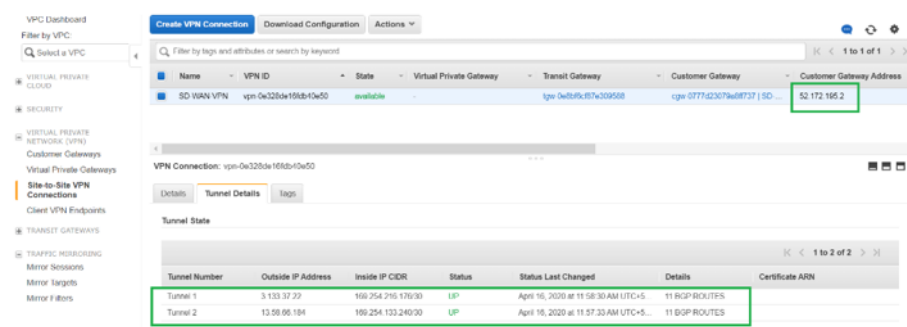 VPC Dashboard
Filter by VPC:
Select a VPC
VIRTUAL PRIVATE CLOUD
SECURITY
VIRTUAL PRIVATE NETWORK (VPN)
Customer Gateways
Virtual Private Gateways
Site-to-Site VPN Connections
Client VPN Endpoints
TRANSIT GATEWAYS
TRAFFIC MIRRORING
Mirror Sessions
Mirror Targets
Mirror Filters
Create VPN Connection Download Configuration Actions
Filter by tags and attributes or search by keyword
1 to 1 of 1
Name VPN ID State Virtual Private Gateway Transit Gateway Customer Gateway Customer Gateway Address
SD-WAN-VPN available - | SD-... 52.172.195.2
VPN Connection:
Details Tunnel Details Tags
Tunnel State
1 to 2 of 2
Tunnel Number Outside IP Address Inside IP CIDR Status Status Last Changed Details Certificate ARN
Tunnel 1 3.133.37.22 169.254.216.176/30 UP April 16, 2020 at 11:58:30 AM UTC+5... 11 BGP ROUTES
Tunnel 2 13.58.66.184 169.254.133.240/30 UP April 16, 2020 at 11:57:33 AM UTC+5... 11 BGP ROUTES